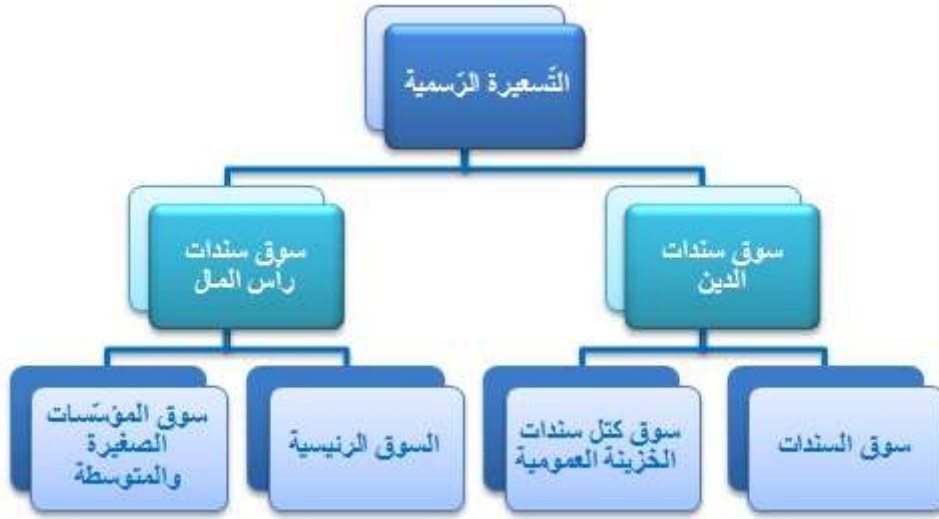 التّسعيرة الرّسمية
سوق سندات
الدين
سوق سندات
رأس المال
سوق السندات
سوق كتل سندات
الخزينة العمومية
السوق الرئيسية
سوق المؤسّسات
الصغيرة
والمتوسطة